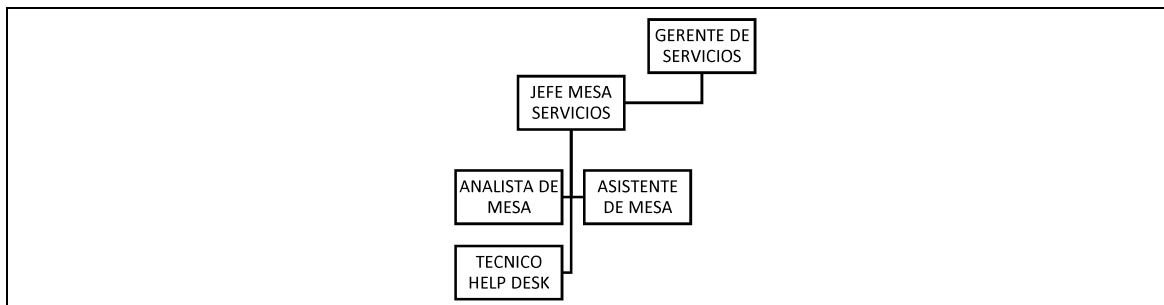 GERENTE DE
SERVICIOS
JEFE MESA
SERVICIOS
ANALISTA DE
MESA
ASISTENTE
DE MESA
TECNICO
HELP DESK